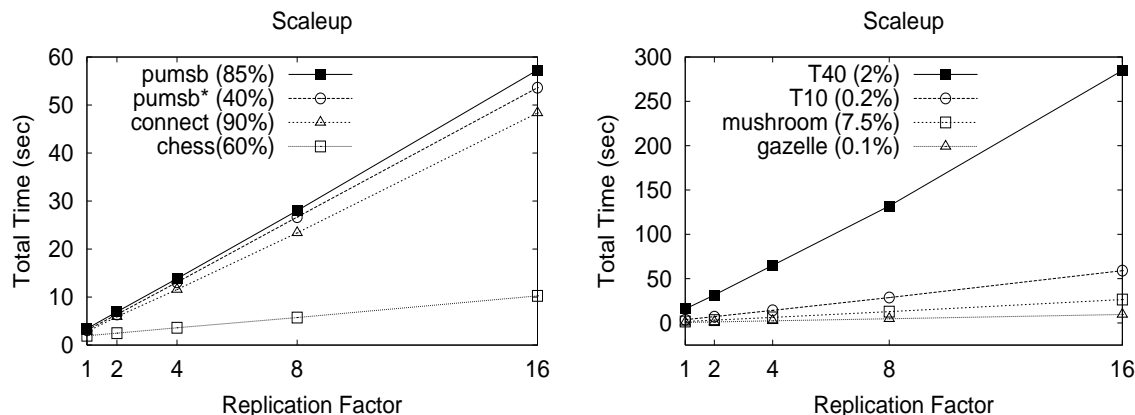 Scaleup
60
50
40
30
20
10
0
Total Time (sec)
pumsb (85%)
pumsb* (40%)
connect (90%)
chess(60%)
1 2 4 8 16
Replication Factor
Scaleup
300
250
200
150
100
50
0
Total Time (sec)
T40 (2%)
T10 (0.2%)
mushroom (7.5%)
gazelle (0.1%)
1 2 4 8 16
Replication Factor